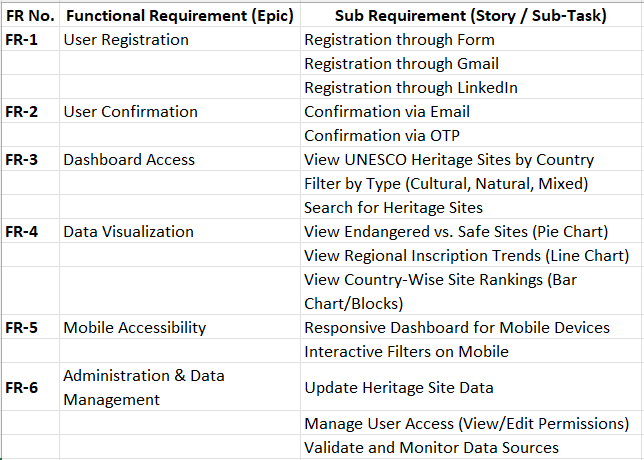 FR No. Functional Requirement (Epic) Sub Requirement (Story / Sub-Task)
FR-1 User Registration Registration through Form
Registration through Gmail
Registration through LinkedIn
FR-2 User Confirmation Confirmation via Email
Confirmation via OTP
FR-3 Dashboard Access View UNESCO Heritage Sites by Country
Filter by Type (Cultural, Natural, Mixed)
Search for Heritage Sites
FR-4 Data Visualization View Endangered vs. Safe Sites (Pie Chart)
View Regional Inscription Trends (Line Chart)
View Country-Wise Site Rankings (Bar
Chart/Blocks)
FR-5 Mobile Accessibility Responsive Dashboard for Mobile Devices
Interactive Filters on Mobile
FR-6 Administration & Data
Management Update Heritage Site Data
Manage User Access (View/Edit Permissions)
Validate and Monitor Data Sources